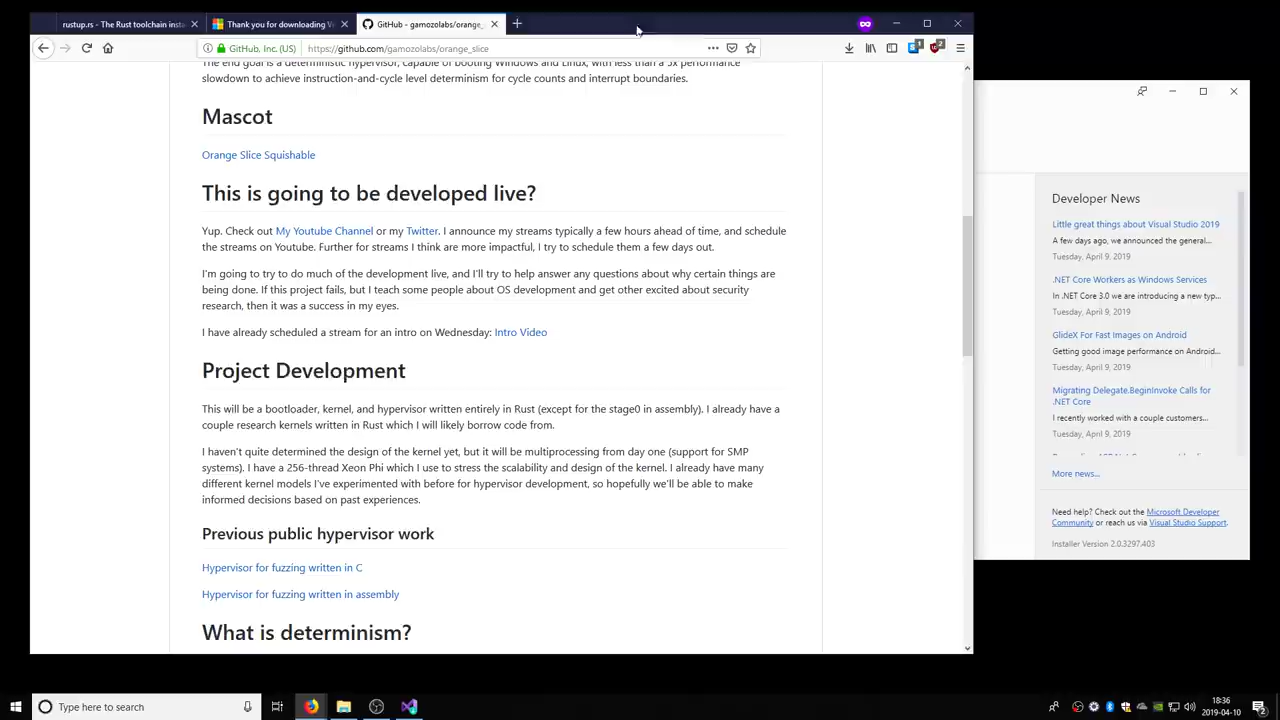 rustup.rs - The Rust toolchain insta
Thank you for downloading Vi
GitHub - gamozolabs/orange_
GitHub, Inc. (US)
https://github.com/gamozolabs/orange_slice
The end goal is a deterministic hypervisor, capable of booting Windows and Linux, with less than a 5x performance
slowdown to achieve instruction-and-cycle level determinism for cycle counts and interrupt boundaries.
Mascot
Orange Slice Squishable
This is going to be developed live?
Yup. Check out My Youtube Channel or my Twitter. I announce my streams typically a few hours ahead of time, and schedule
the streams on Youtube. Further for streams I think are more impactful, I try to schedule them a few days out.
I'm going to try to do much of the development live, and I'll try to help answer any questions about why certain things are
being done. If this project fails, but I teach some people about OS development and get other excited about security
research, then it was a success in my eyes.
I have already scheduled a stream for an intro on Wednesday: Intro Video
Project Development
This will be a bootloader, kernel, and hypervisor written entirely in Rust (except for the stage0 in assembly). I already have a
couple research kernels written in Rust which I will likely borrow code from.
I haven't quite determined the design of the kernel yet, but it will be multiprocessing from day one (support for SMP
systems). I have a 256-thread Xeon Phi which I use to stress the scalability and design of the kernel. I already have many
different kernel models I've experimented with before for hypervisor development, so hopefully we'll be able to make
informed decisions based on past experiences.
Previous public hypervisor work
Hypervisor for fuzzing written in C
Hypervisor for fuzzing written in assembly
What is determinism?
Developer News
Little great things about Visual Studio 2019
A few days ago, we announced the general...
Tuesday, April 9, 2019
.NET Core Workers as Windows Services
In .NET Core 3.0 we are introducing a new typ...
Tuesday, April 9, 2019
GlideX For Fast Images on Android
Getting good image performance on Android...
Tuesday, April 9, 2019
Migrating Delegate.BeginInvoke Calls for
.NET Core
I recently worked with a couple customers...
Tuesday, April 9, 2019
More news...
Need help? Check out the Microsoft Developer
Community or reach us via Visual Studio Support.
Installer Version 2.0.3297.403
Type here to search
18:36
2019-04-10